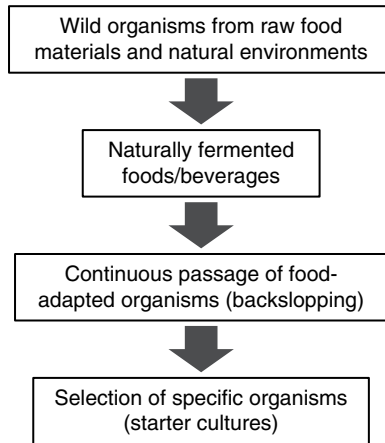 Wild organisms from raw food
materials and natural environments
Naturally fermented
foods/beverages
Continuous passage of food-
adapted organisms (backslopping)
Selection of specific organisms
(starter cultures)